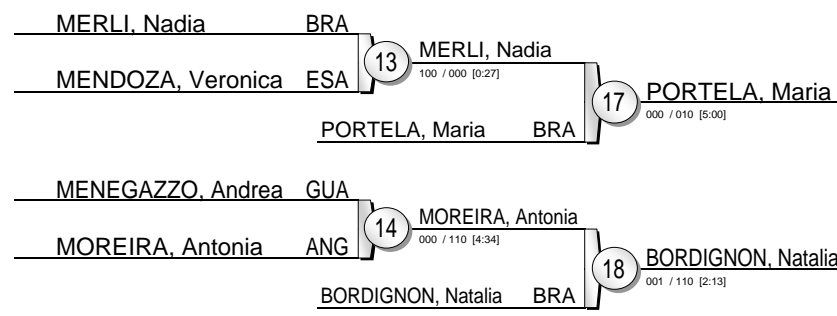 MERLI, Nadia BRA
13 MERLI, Nadia
100 / 000 [0:27]
MENDOZA, Veronica ESA
17 PORTELA, Maria
000 / 010 [5:00]
PORTELA, Maria BRA
MENEGAZZO, Andrea GUA
14 MOREIRA, Antonia
000 / 110 [4:34]
MOREIRA, Antonia ANG
18 BORDIGNON, Natalia
001 / 110 [2:13]
BORDIGNON, Natalia BRA